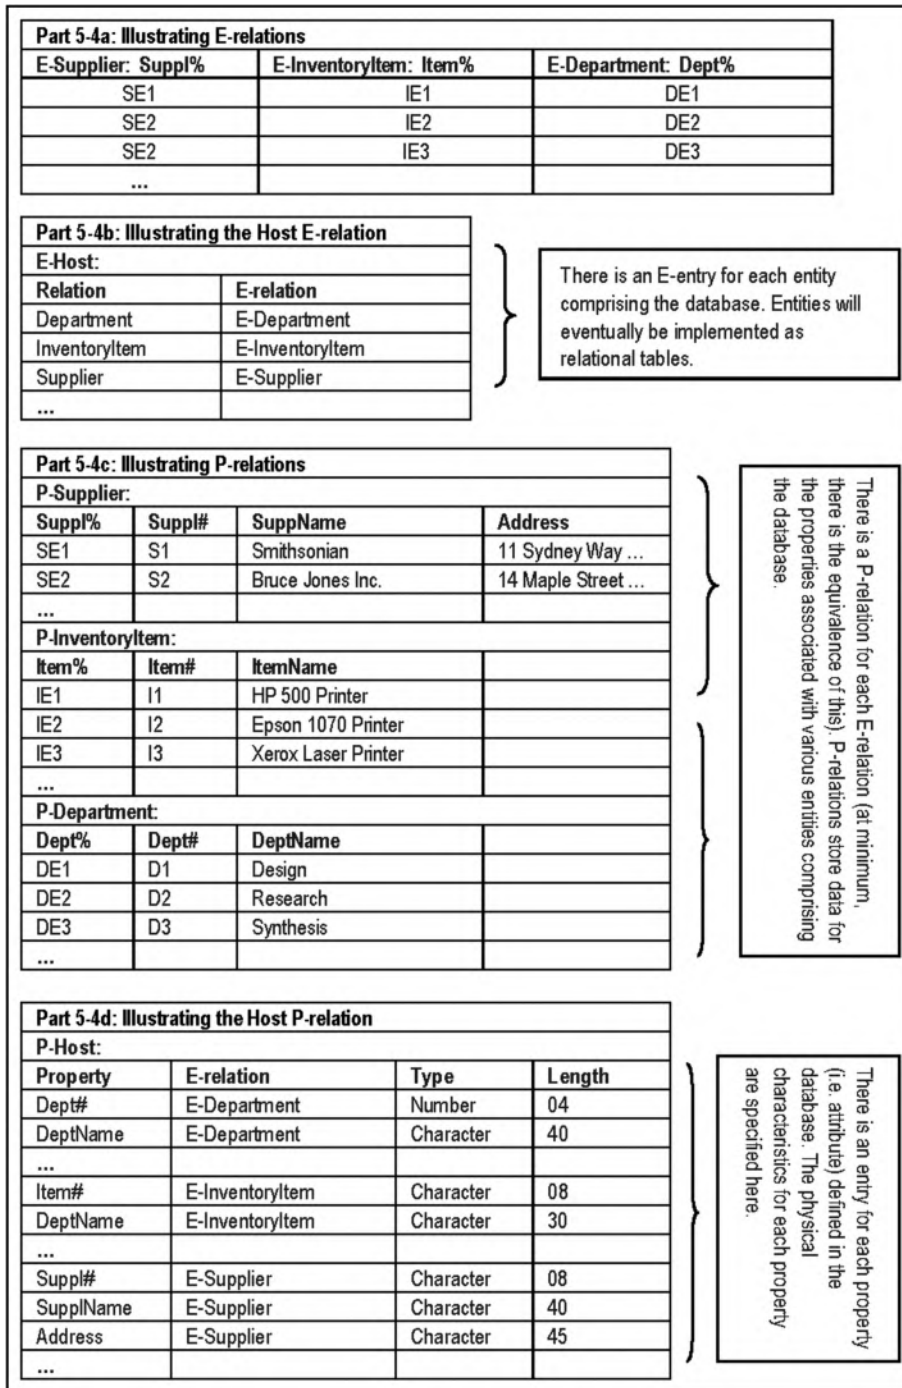 Part 5-4a: Illustrating E-relations
E-Supplier: Suppl% E-InventoryItem: Item% E-Department: Dept%
SE1 IE1 DE1
SE2 IE2 DE2
SE2 IE3 DE3
...
Part 5-4b: Illustrating the Host E-relation
E-Host:
Relation E-relation
Department E-Department
InventoryItem E-InventoryItem
Supplier E-Supplier
...
There is an E-entry for each entity
comprising the database. Entities will
eventually be implemented as
relational tables.
Part 5-4c: Illustrating P-relations
P-Supplier:
Suppl% Suppl# SuppName Address
SE1 S1 Smithsonian 11 Sydney Way ...
SE2 S2 Bruce Jones Inc. 14 Maple Street ...
...
P-InventoryItem:
Item% Item# ItemName
IE1 I1 HP 500 Printer
IE2 I2 Epson 1070 Printer
IE3 I3 Xerox Laser Printer
...
P-Department:
Dept% Dept# DeptName
DE1 D1 Design
DE2 D2 Research
DE3 D3 Synthesis
...
There is a P-relation for each E-relation (at minimum,
there is the equivalence of this). P-relations store data for
the properties associated with various entities comprising
the database.
Part 5-4d: Illustrating the Host P-relation
P-Host:
Property E-relation Type Length
Dept# E-Department Number 04
DeptName E-Department Character 40
...
Item# E-InventoryItem Character 08
DeptName E-InventoryItem Character 30
...
Suppl# E-Supplier Character 08
SupplName E-Supplier Character 40
Address E-Supplier Character 45
...
There is an entry for each property
(i.e. attribute) defined in the
database. The physical
characteristics for each property
are specified here.